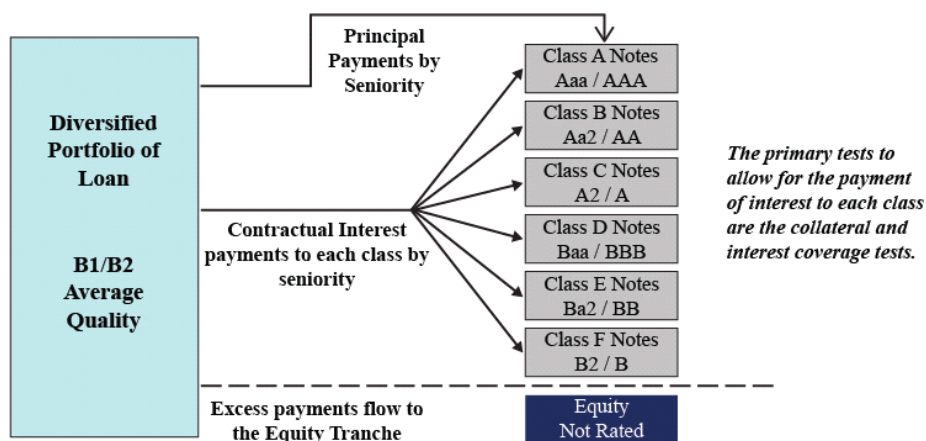 Diversified
Portfolio of
Loan
B1/B2
Average
Quality
Principal
Payments by
Seniority
Contractual Interest
payments to each class by
seniority
Excess payments flow to
the Equity Tranche
Class A Notes
Aaa / AAA
Class B Notes
Aa2 / AA
Class C Notes
A2 / A
Class D Notes
Baa / BBB
Class E Notes
Ba2 / BB
Class F Notes
B2 / B
Equity
Not Rated
The primary tests to
allow for the payment
of interest to each class
are the collateral and
interest coverage tests.